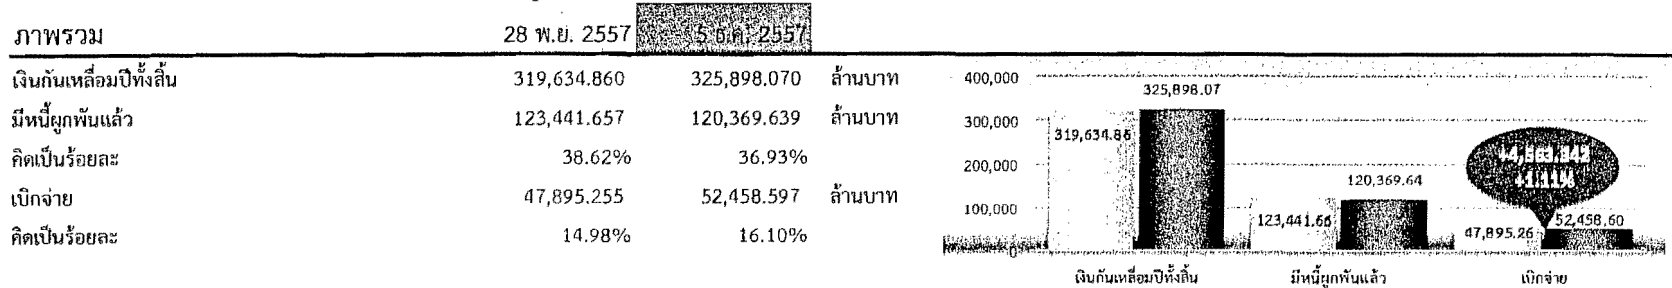 ภาพรวม 28 พ.ย. 2557 5 ธ.ค. 2557
เงินกันเหลื่อมปีทั้งสิ้น 319,634.860 325,898.070 ล้านบาท
มีหนี้ผูกพันแล้ว 123,441.657 120,369.639 ล้านบาท
คิดเป็นร้อยละ 38.62% 36.93%
เบิกจ่าย 47,895.255 52,458.597 ล้านบาท
คิดเป็นร้อยละ 14.98% 16.10%
400,000
300,000
200,000
100,000
0
325,898.07
319,634.86
120,369.64
123,441.66
52,458.60
47,895.26
เงินกันเหลื่อมปีทั้งสิ้น มีหนี้ผูกพันแล้ว เบิกจ่าย